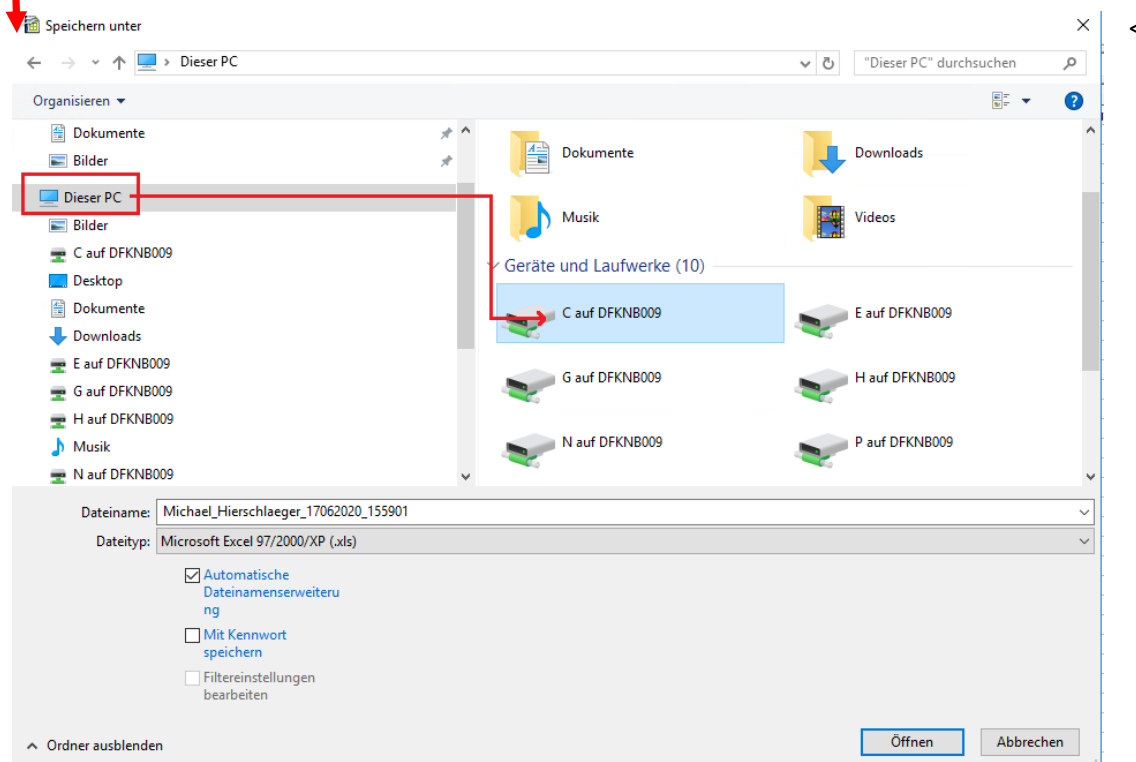 Speichern unter
Dieser PC
"Dieser PC" durchsuchen
Organisieren
Dokumente
Bilder
Dieser PC
Bilder
C auf DFKNB009
Desktop
Dokumente
Downloads
E auf DFKNB009
G auf DFKNB009
H auf DFKNB009
Musik
N auf DFKNB009
Dokumente
Downloads
Musik
Videos
Geräte und Laufwerke (10)
C auf DFKNB009
E auf DFKNB009
G auf DFKNB009
H auf DFKNB009
N auf DFKNB009
P auf DFKNB009
Dateiname: Michael_Hierschlaeger_17062020_155901
Dateityp: Microsoft Excel 97/2000/XP (.xls)
Automatische
Dateinamenserweiteru
ng
Mit Kennwort
speichern
Filtereinstellungen
bearbeiten
Ordner ausblenden
Öffnen
Abbrechen